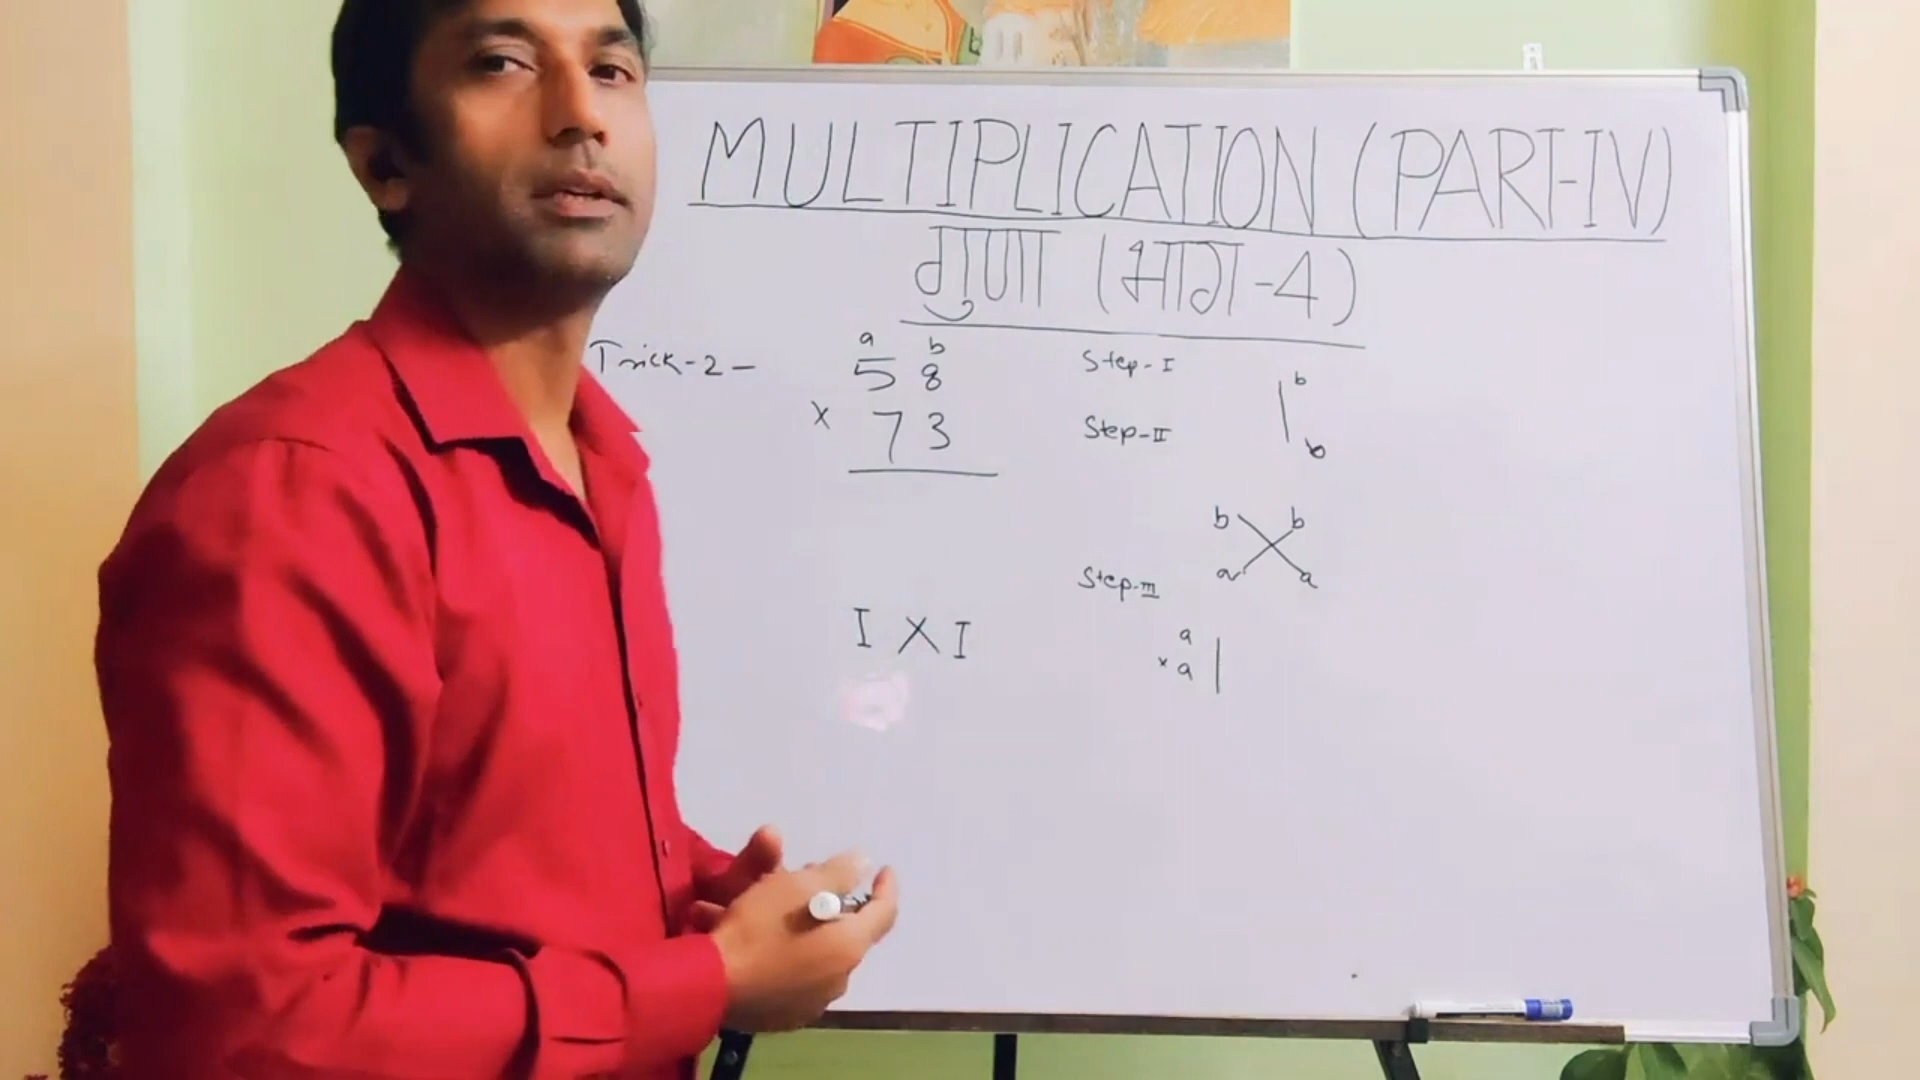 MULTIPLICATION (PART-IV)
गुणा (भाग-4)
a b
Trick-2- 5 8
x 7 3
Step-I b
b
Step-II
b b
a a
Step-III
a
x a
I X I